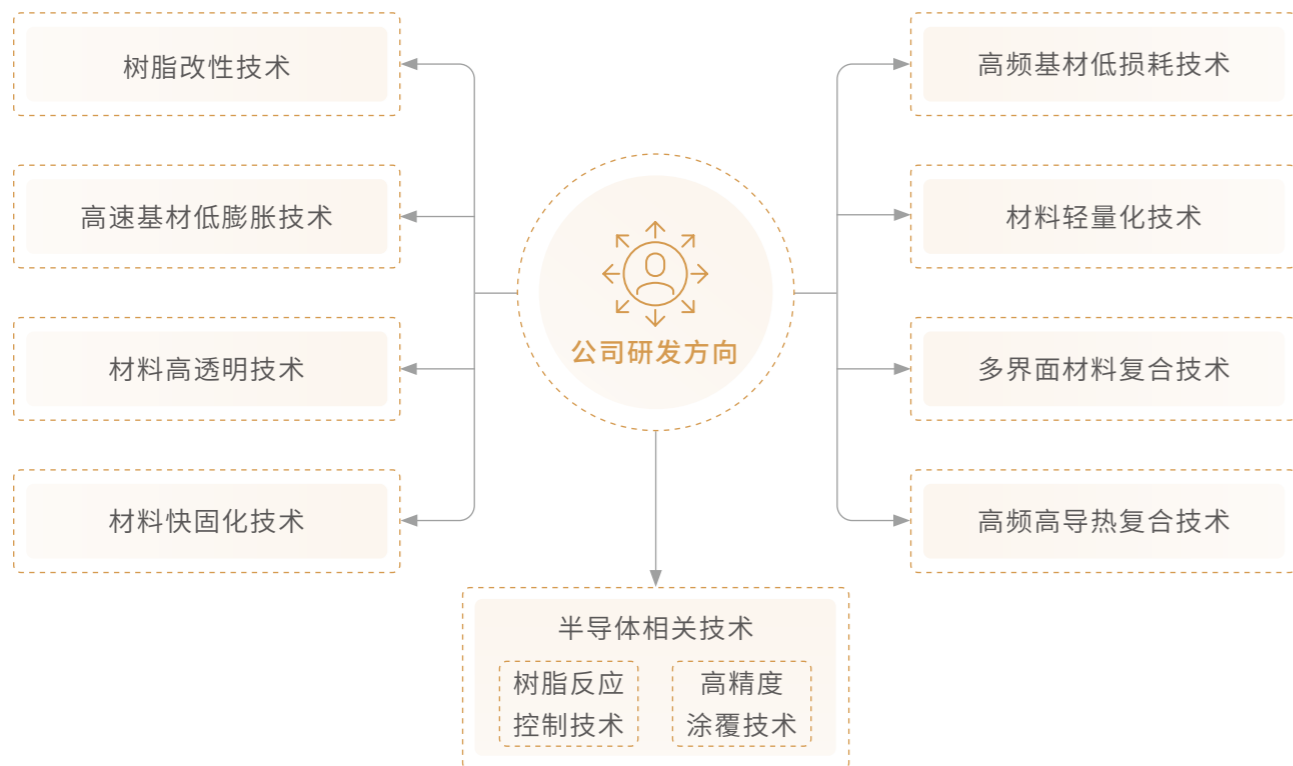 树脂改性技术
高速基材低膨胀技术
材料高透明技术
材料快固化技术
公司研发方向
高频基材低损耗技术
材料轻量化技术
多界面材料复合技术
高频高导热复合技术
半导体相关技术
树脂反应
控制技术
高精度
涂覆技术